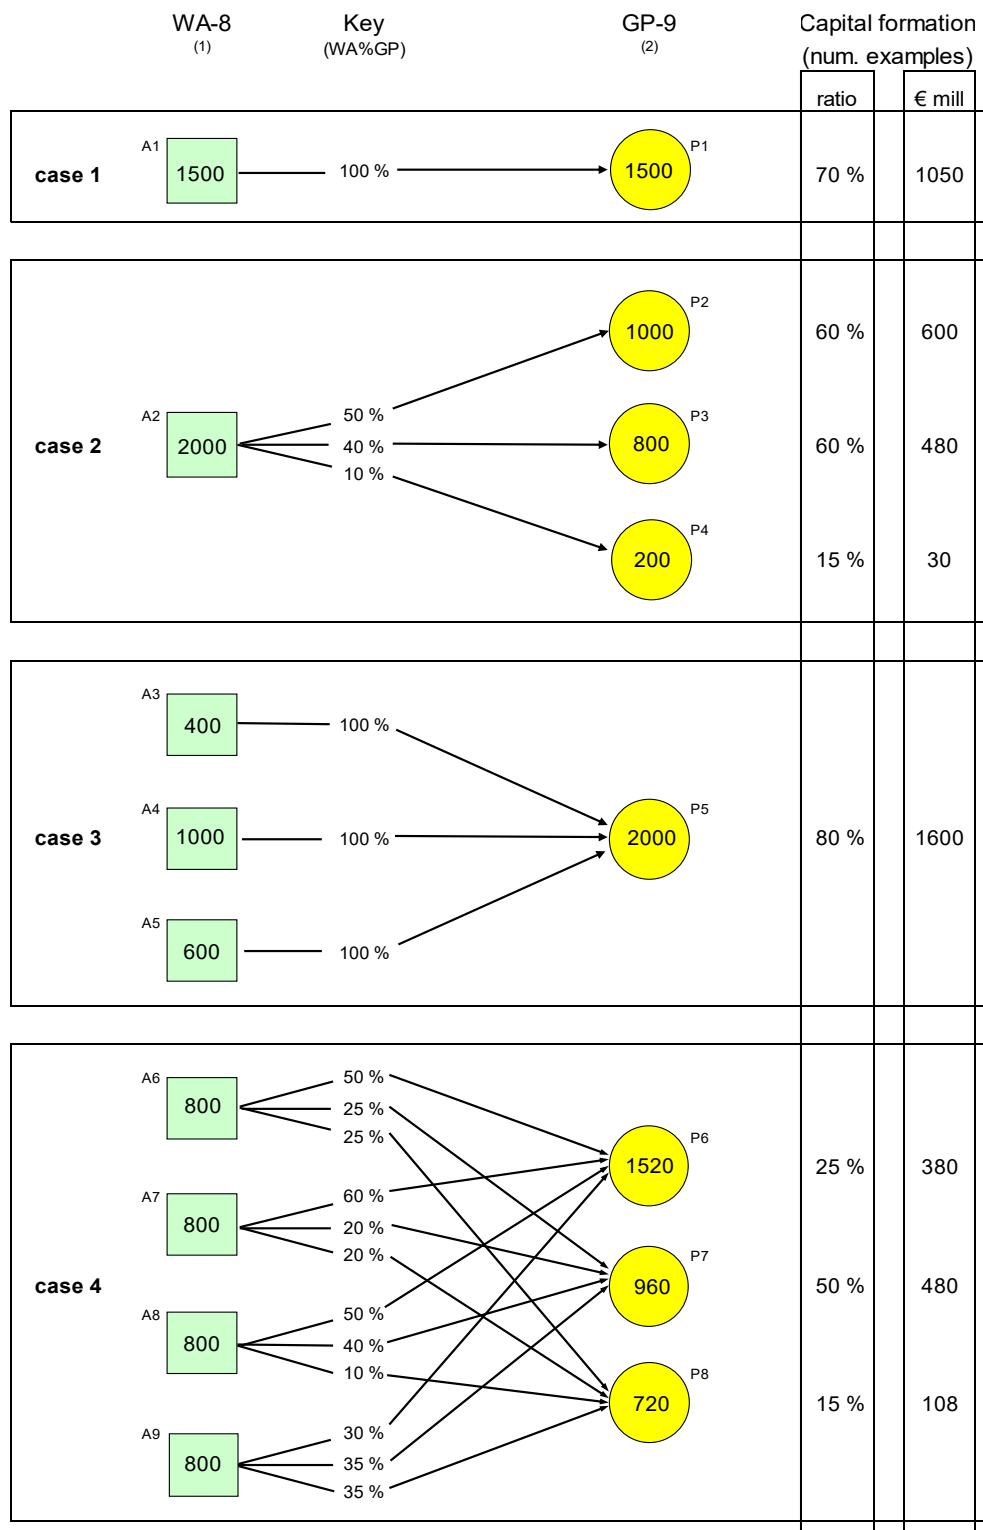 WA-8 Key GP-9 Capital formation
(1) (WA%GP) (2) (num. examples)
ratio € mill
case 1 A1 1500 100 % P1 1500 70 % 1050
P2 1000 60 % 600
50 %
case 2 A2 2000 40 % P3 800 60 % 480
10 %
P4 200 15 % 30
A3 400 100 %
case 3 A4 1000 100 % P5 2000 80 % 1600
A5 600 100 %
50 %
A6 800 25 %
25 %
P6 1520 25 % 380
60 %
A7 800 20 %
20 %
case 4 P7 960 50 % 480
50 %
A8 800 40 %
10 %
P8 720 15 % 108
30 %
A9 800 35 %
35 %